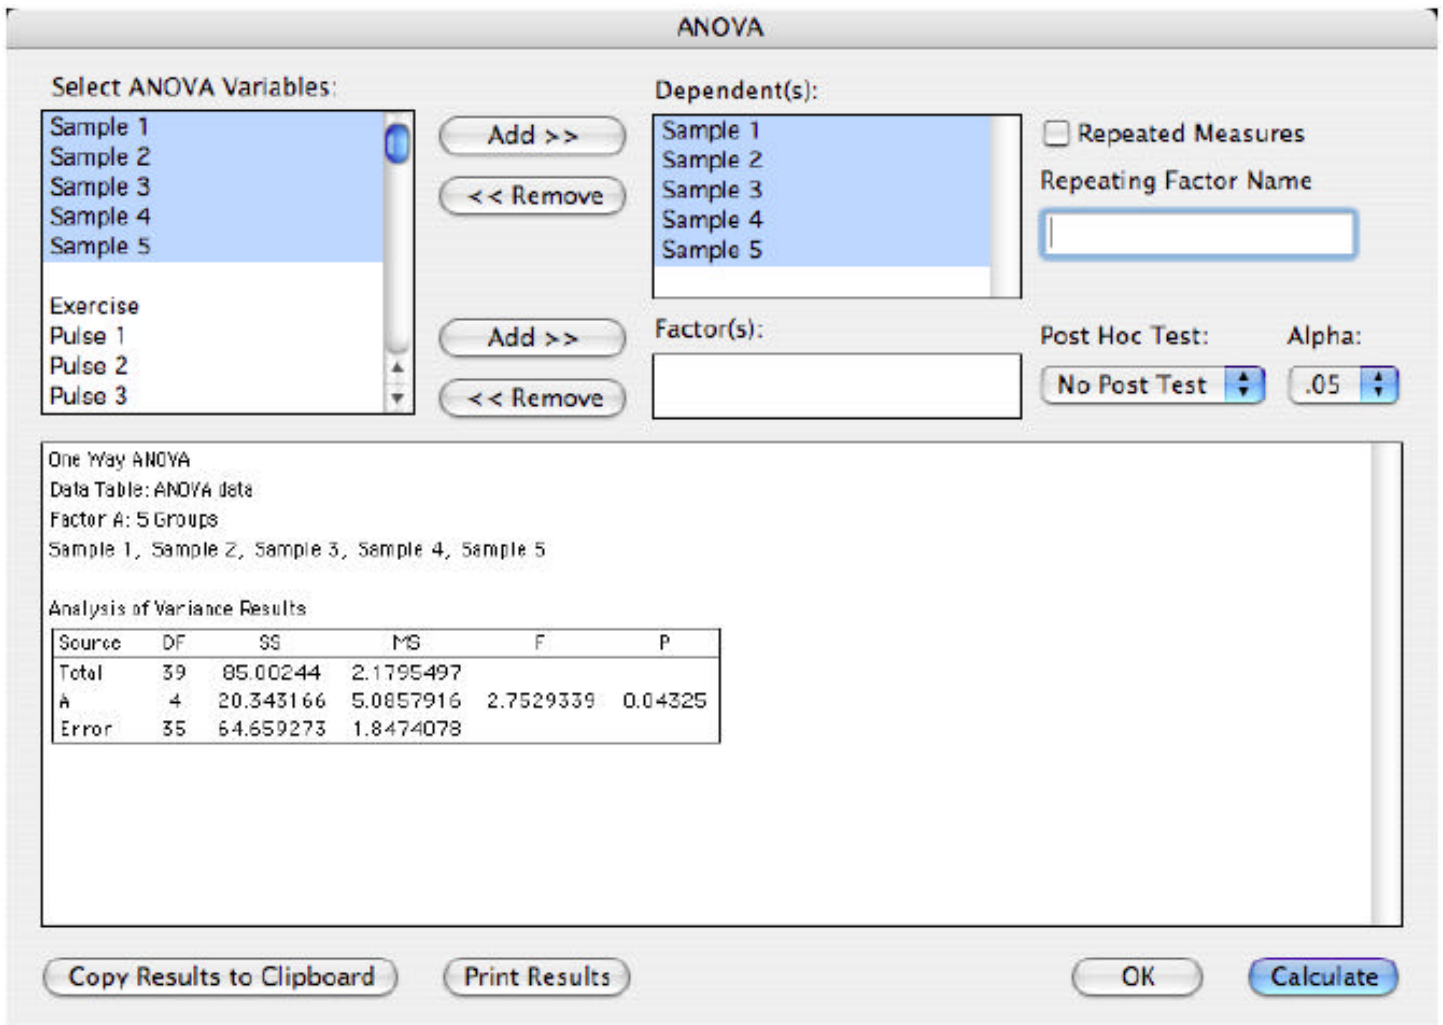 ANOVA
Select ANOVA Variables:
Sample 1
Sample 2
Sample 3
Sample 4
Sample 5
Exercise
Pulse 1
Pulse 2
Pulse 3
Add >>
<< Remove
Add >>
<< Remove
Dependent(s):
Sample 1
Sample 2
Sample 3
Sample 4
Sample 5
Factor(s):
Repeated Measures
Repeating Factor Name
Post Hoc Test: Alpha:
No Post Test .05
One Way ANOVA
Data Table: ANOVA data
Factor A: 5 Groups
Sample 1, Sample 2, Sample 3, Sample 4, Sample 5
Analysis of Variance Results
Source DF SS MS F P
Total 39 85.00244 2.1795497
A 4 20.343166 5.0857916 2.7529339 0.04325
Error 35 64.659273 1.8474078
Copy Results to Clipboard Print Results OK Calculate